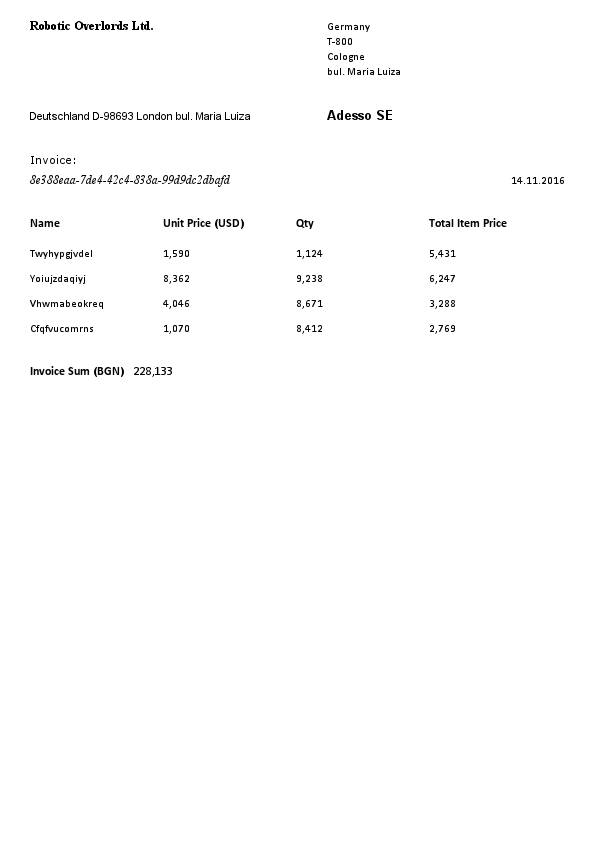 Robotic Overlords Ltd.
Germany
T-800
Cologne
bul. Maria Luiza
Deutschland D-98693 London bul. Maria Luiza
Adesso SE
Invoice:
8e388eaa-7de4-42c4-838a-99d9dc2dbafd
14.11.2016
Name Unit Price (USD) Qty Total Item Price
Twyhypgjvdel 1,590 1,124 5,431
Yoiujzdaqiyj 8,362 9,238 6,247
Vhwmabeokreq 4,046 8,671 3,288
Cfqfvucomrns 1,070 8,412 2,769
Invoice Sum (BGN) 228,133